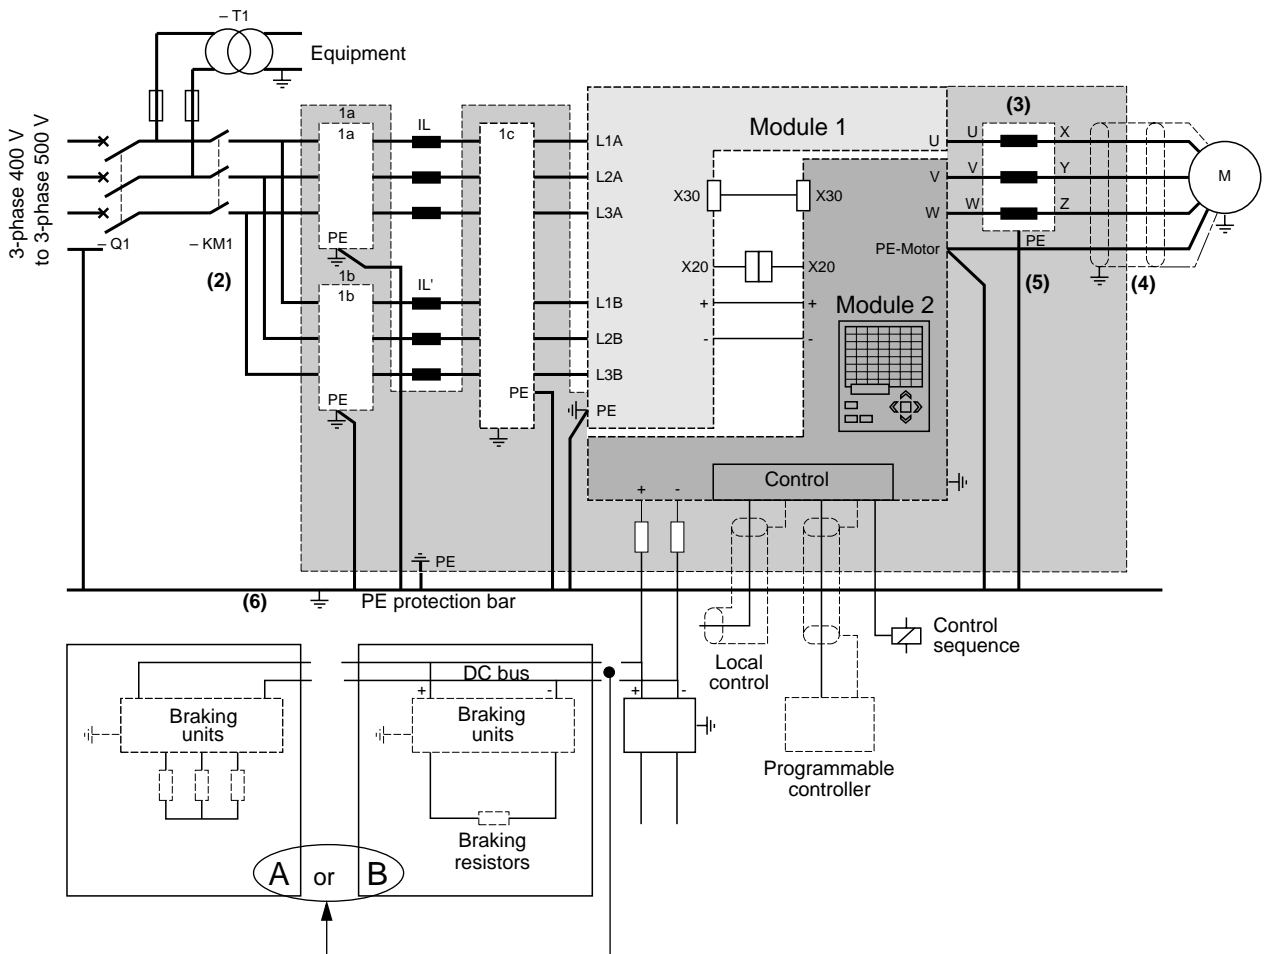 – T1
Equipment
3-phase 400 V
to 3-phase 500 V
– Q1
– KM1
(2)
1a
1a
PE
1b
1b
PE
IL
IL'
1c
PE
L1A
L2A
L3A
L1B
L2B
L3B
PE
Module 1
X30
X30
X20
X20
+
+
-
-
Module 2
U
V
W
PE-Motor
(3)
U
X
V
Y
W
Z
PE
(5)
(4)
M
+
-
Control
PE
(6)
PE protection bar
Local
control
Control
sequence
Programmable
controller
DC bus
+
-
+
-
Braking
units
Braking
units
Braking
resistors
A or B